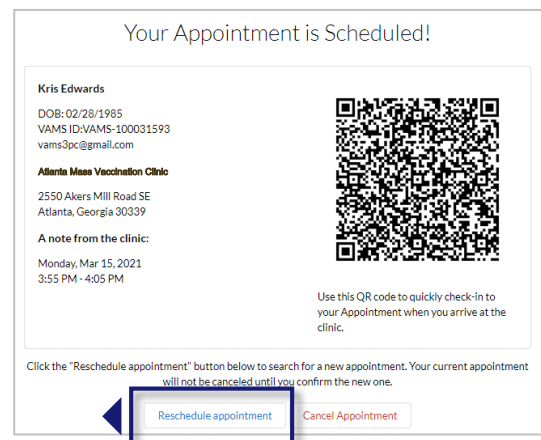 Your Appointment is Scheduled!
Kris Edwards
DOB: 02/28/1985
VAMS ID:VAMS-100031593
vams3pc@gmail.com
Atlanta Mass Vaccination Clinic
2550 Akers Mill Road SE
Atlanta, Georgia 30339
A note from the clinic:
Monday, Mar 15, 2021
3:55 PM - 4:05 PM
Use this QR code to quickly check-in to
your Appointment when you arrive at the
clinic.
Click the "Reschedule appointment" button below to search for a new appointment. Your current appointment
will not be canceled until you confirm the new one.
Reschedule appointment
Cancel Appointment